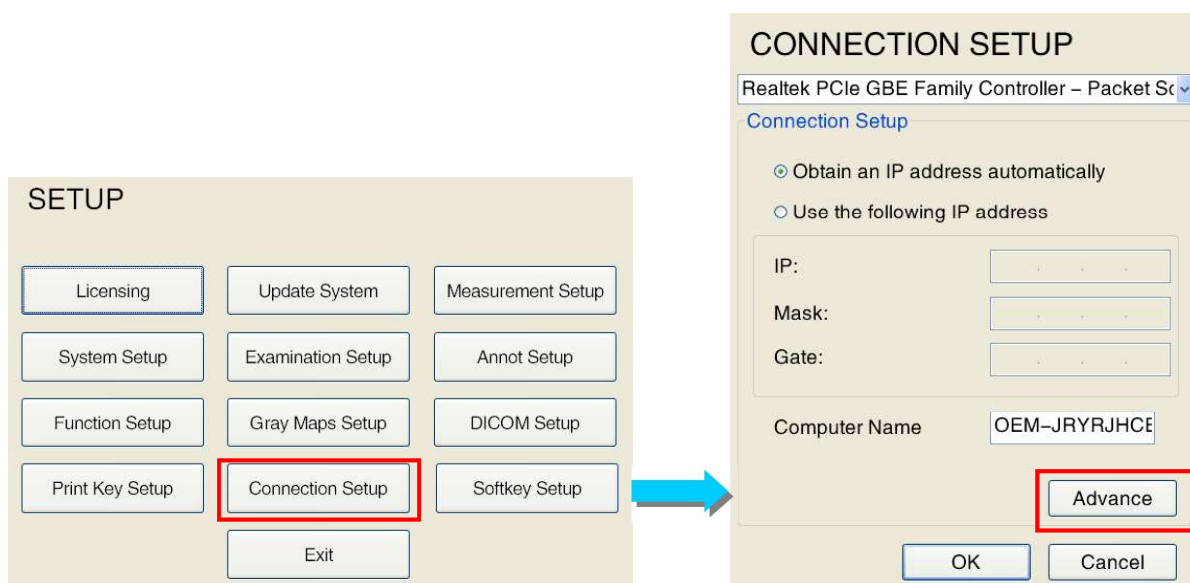 SETUP
Licensing Update System Measurement Setup
System Setup Examination Setup Annot Setup
Function Setup Gray Maps Setup DICOM Setup
Print Key Setup Connection Setup Softkey Setup
Exit
CONNECTION SETUP
Realtek PCIe GBE Family Controller – Packet Sc
Connection Setup
Obtain an IP address automatically
Use the following IP address
IP:
Mask:
Gate:
Computer Name OEM–JRYRJHCE
Advance
OK Cancel